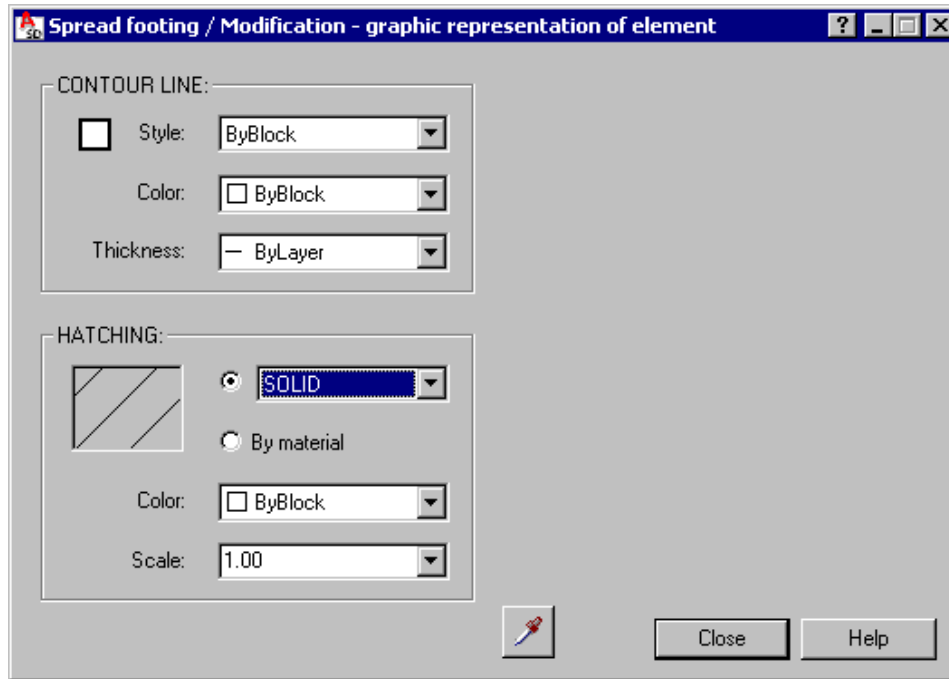 Spread footing / Modification - graphic representation of element
CONTOUR LINE:
Style: ByBlock
Color: ByBlock
Thickness: ByLayer
HATCHING:
SOLID
By material
Color: ByBlock
Scale: 1.00
Close Help